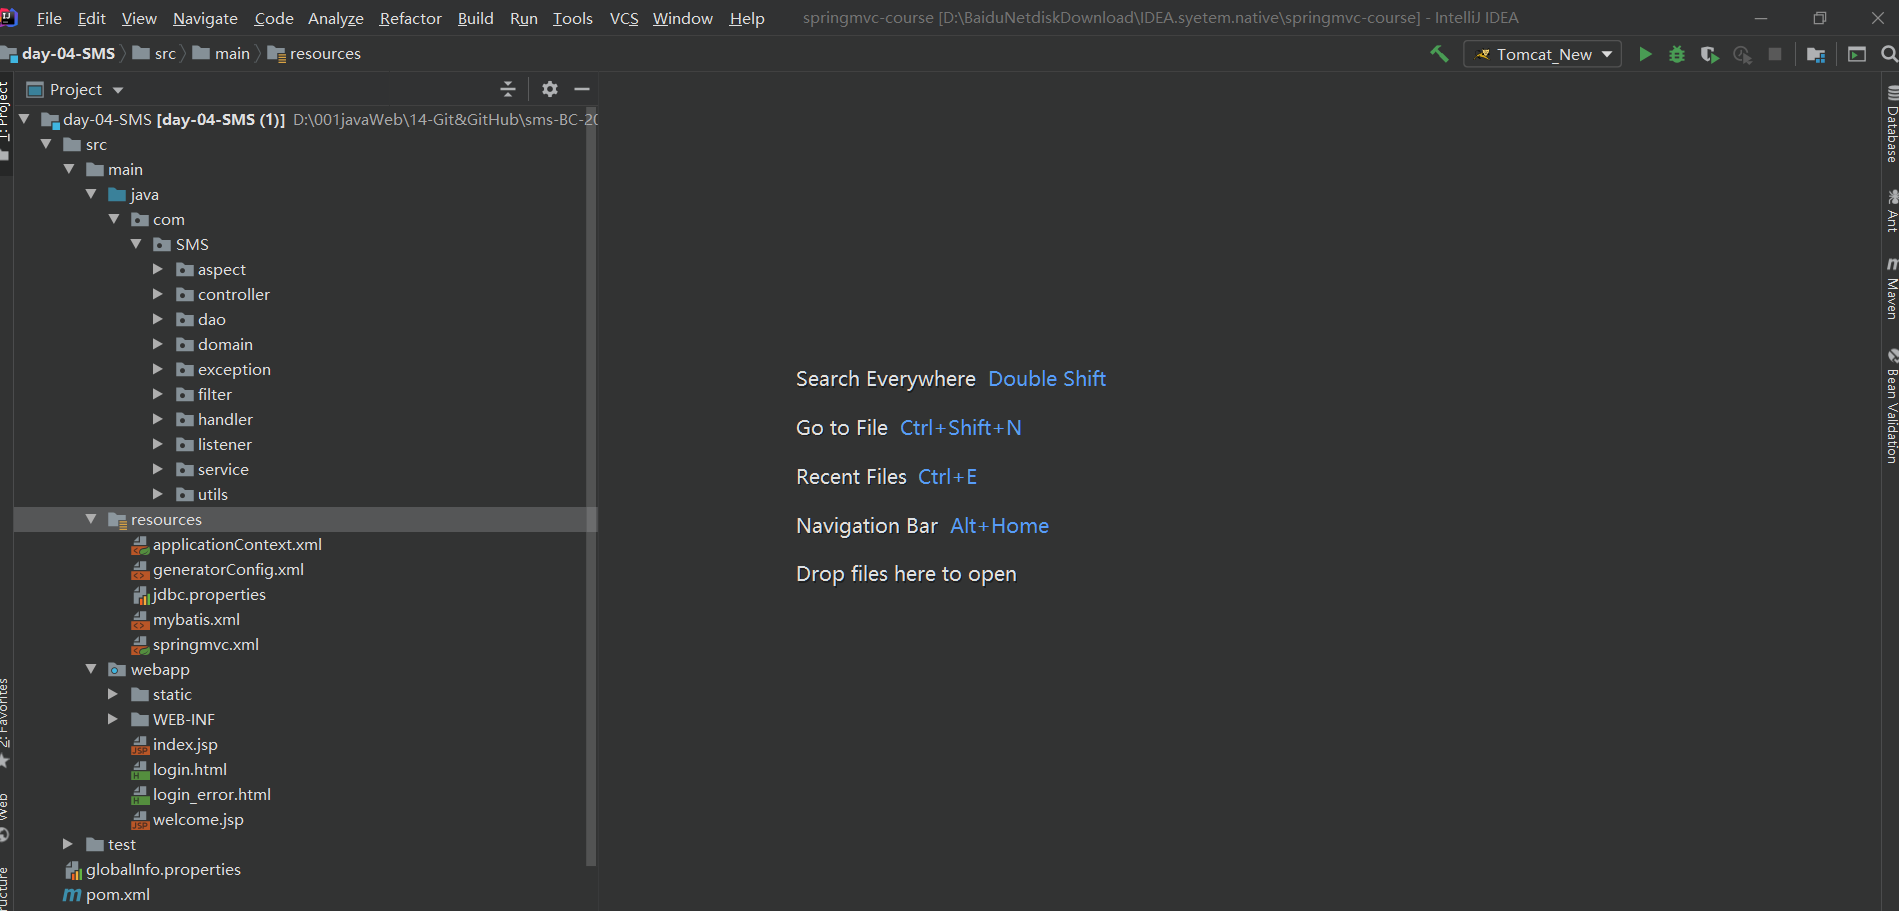 File Edit View Navigate Code Analyze Refactor Build Run Tools VCS Window Help springmvc-course [D:\BaiduNetdiskDownload\IDEA.syetem.native\springmvc-course] - IntelliJ IDEA
day-04-SMS src main resources Tomcat_New
Project
day-04-SMS [day-04-SMS (1)] D:\001javaWeb\14-Git&GitHub\sms-BC-20
src
main
java
com
SMS
aspect
controller
dao
domain
exception
filter
handler
listener
service
utils
resources
applicationContext.xml
generatorConfig.xml
jdbc.properties
mybatis.xml
springmvc.xml
webapp
static
WEB-INF
index.jsp
login.html
login_error.html
welcome.jsp
test
globalInfo.properties
pom.xml
Search Everywhere Double Shift
Go to File Ctrl+Shift+N
Recent Files Ctrl+E
Navigation Bar Alt+Home
Drop files here to open
1: Project
2: Favorites
Web
ucture
Database
Ant
Maven
Bean Validation